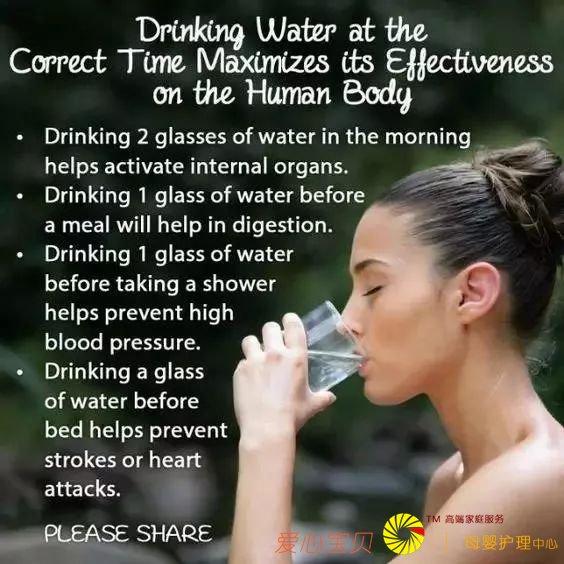 Drinking Water at the
Correct Time Maximizes its Effectiveness
on the Human Body
• Drinking 2 glasses of water in the morning
helps activate internal organs.
• Drinking 1 glass of water before
a meal will help in digestion.
• Drinking 1 glass of water
before taking a shower
helps prevent high
blood pressure.
• Drinking a glass
of water before
bed helps prevent
strokes or heart
attacks.
PLEASE SHARE
TM 高端家庭服务
爱心宝贝 母婴护理中心